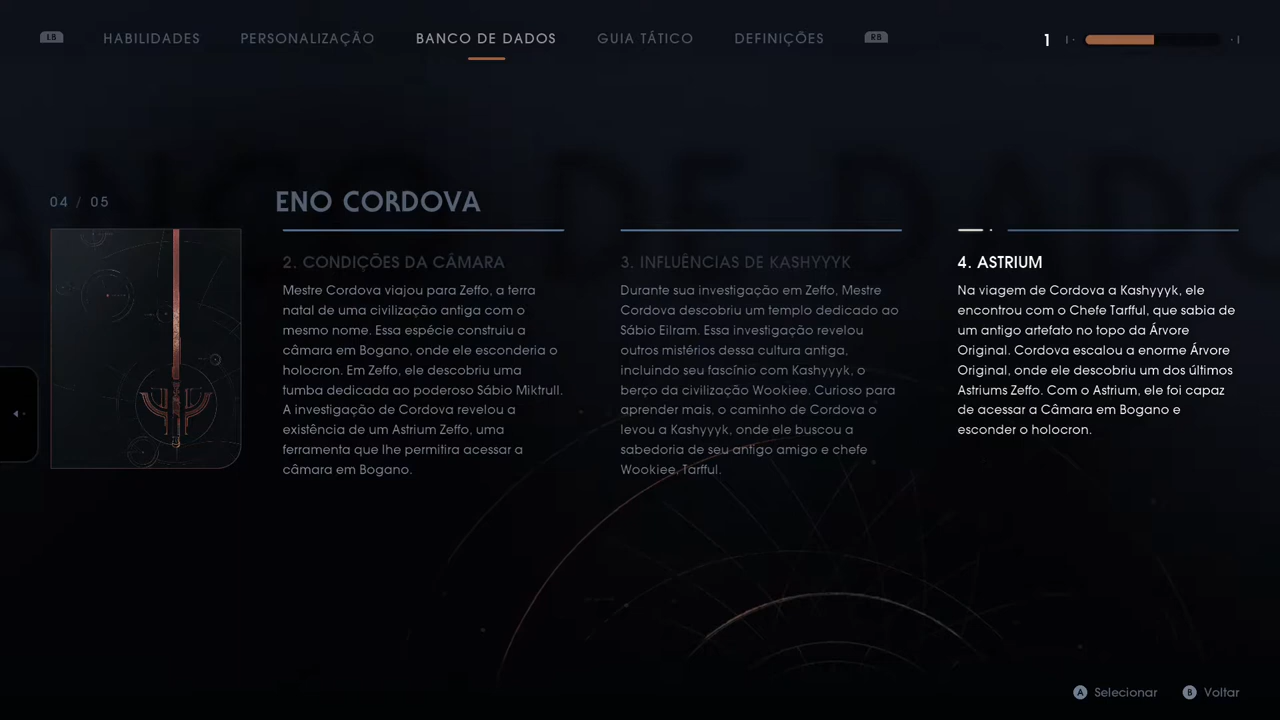 LB HABILIDADES PERSONALIZAÇÃO BANCO DE DADOS GUIA TÁTICO DEFINIÇÕES RB 1
04 / 05
ENO CORDOVA
2. CONDIÇÕES DA CÂMARA
Mestre Cordova viajou para Zeffo, a terra
natal de uma civilização antiga com o
mesmo nome. Essa espécie construiu a
câmara em Bogano, onde ele esconderia o
holocron. Em Zeffo, ele descobriu uma
tumba dedicada ao poderoso Sábio Miktrull.
A investigação de Cordova revelou a
existência de um Astrium Zeffo, uma
ferramenta que lhe permitira acessar a
câmara em Bogano.
3. INFLUÊNCIAS DE KASHYYYK
Durante sua investigação em Zeffo, Mestre
Cordova descobriu um templo dedicado ao
Sábio Eilram. Essa investigação revelou
outros mistérios dessa cultura antiga,
incluindo seu fascínio com Kashyyyk, o
berço da civilização Wookiee. Curioso para
aprender mais, o caminho de Cordova o
levou a Kashyyyk, onde ele buscou a
sabedoria de seu antigo amigo e chefe
Wookiee, Tarfful.
4. ASTRIUM
Na viagem de Cordova a Kashyyyk, ele
encontrou com o Chefe Tarfful, que sabia de
um antigo artefato no topo da Árvore
Original. Cordova escalou a enorme Árvore
Original, onde ele descobriu um dos últimos
Astriums Zeffo. Com o Astrium, ele foi capaz
de acessar a Câmara em Bogano e
esconder o holocron.
A Selecionar B Voltar